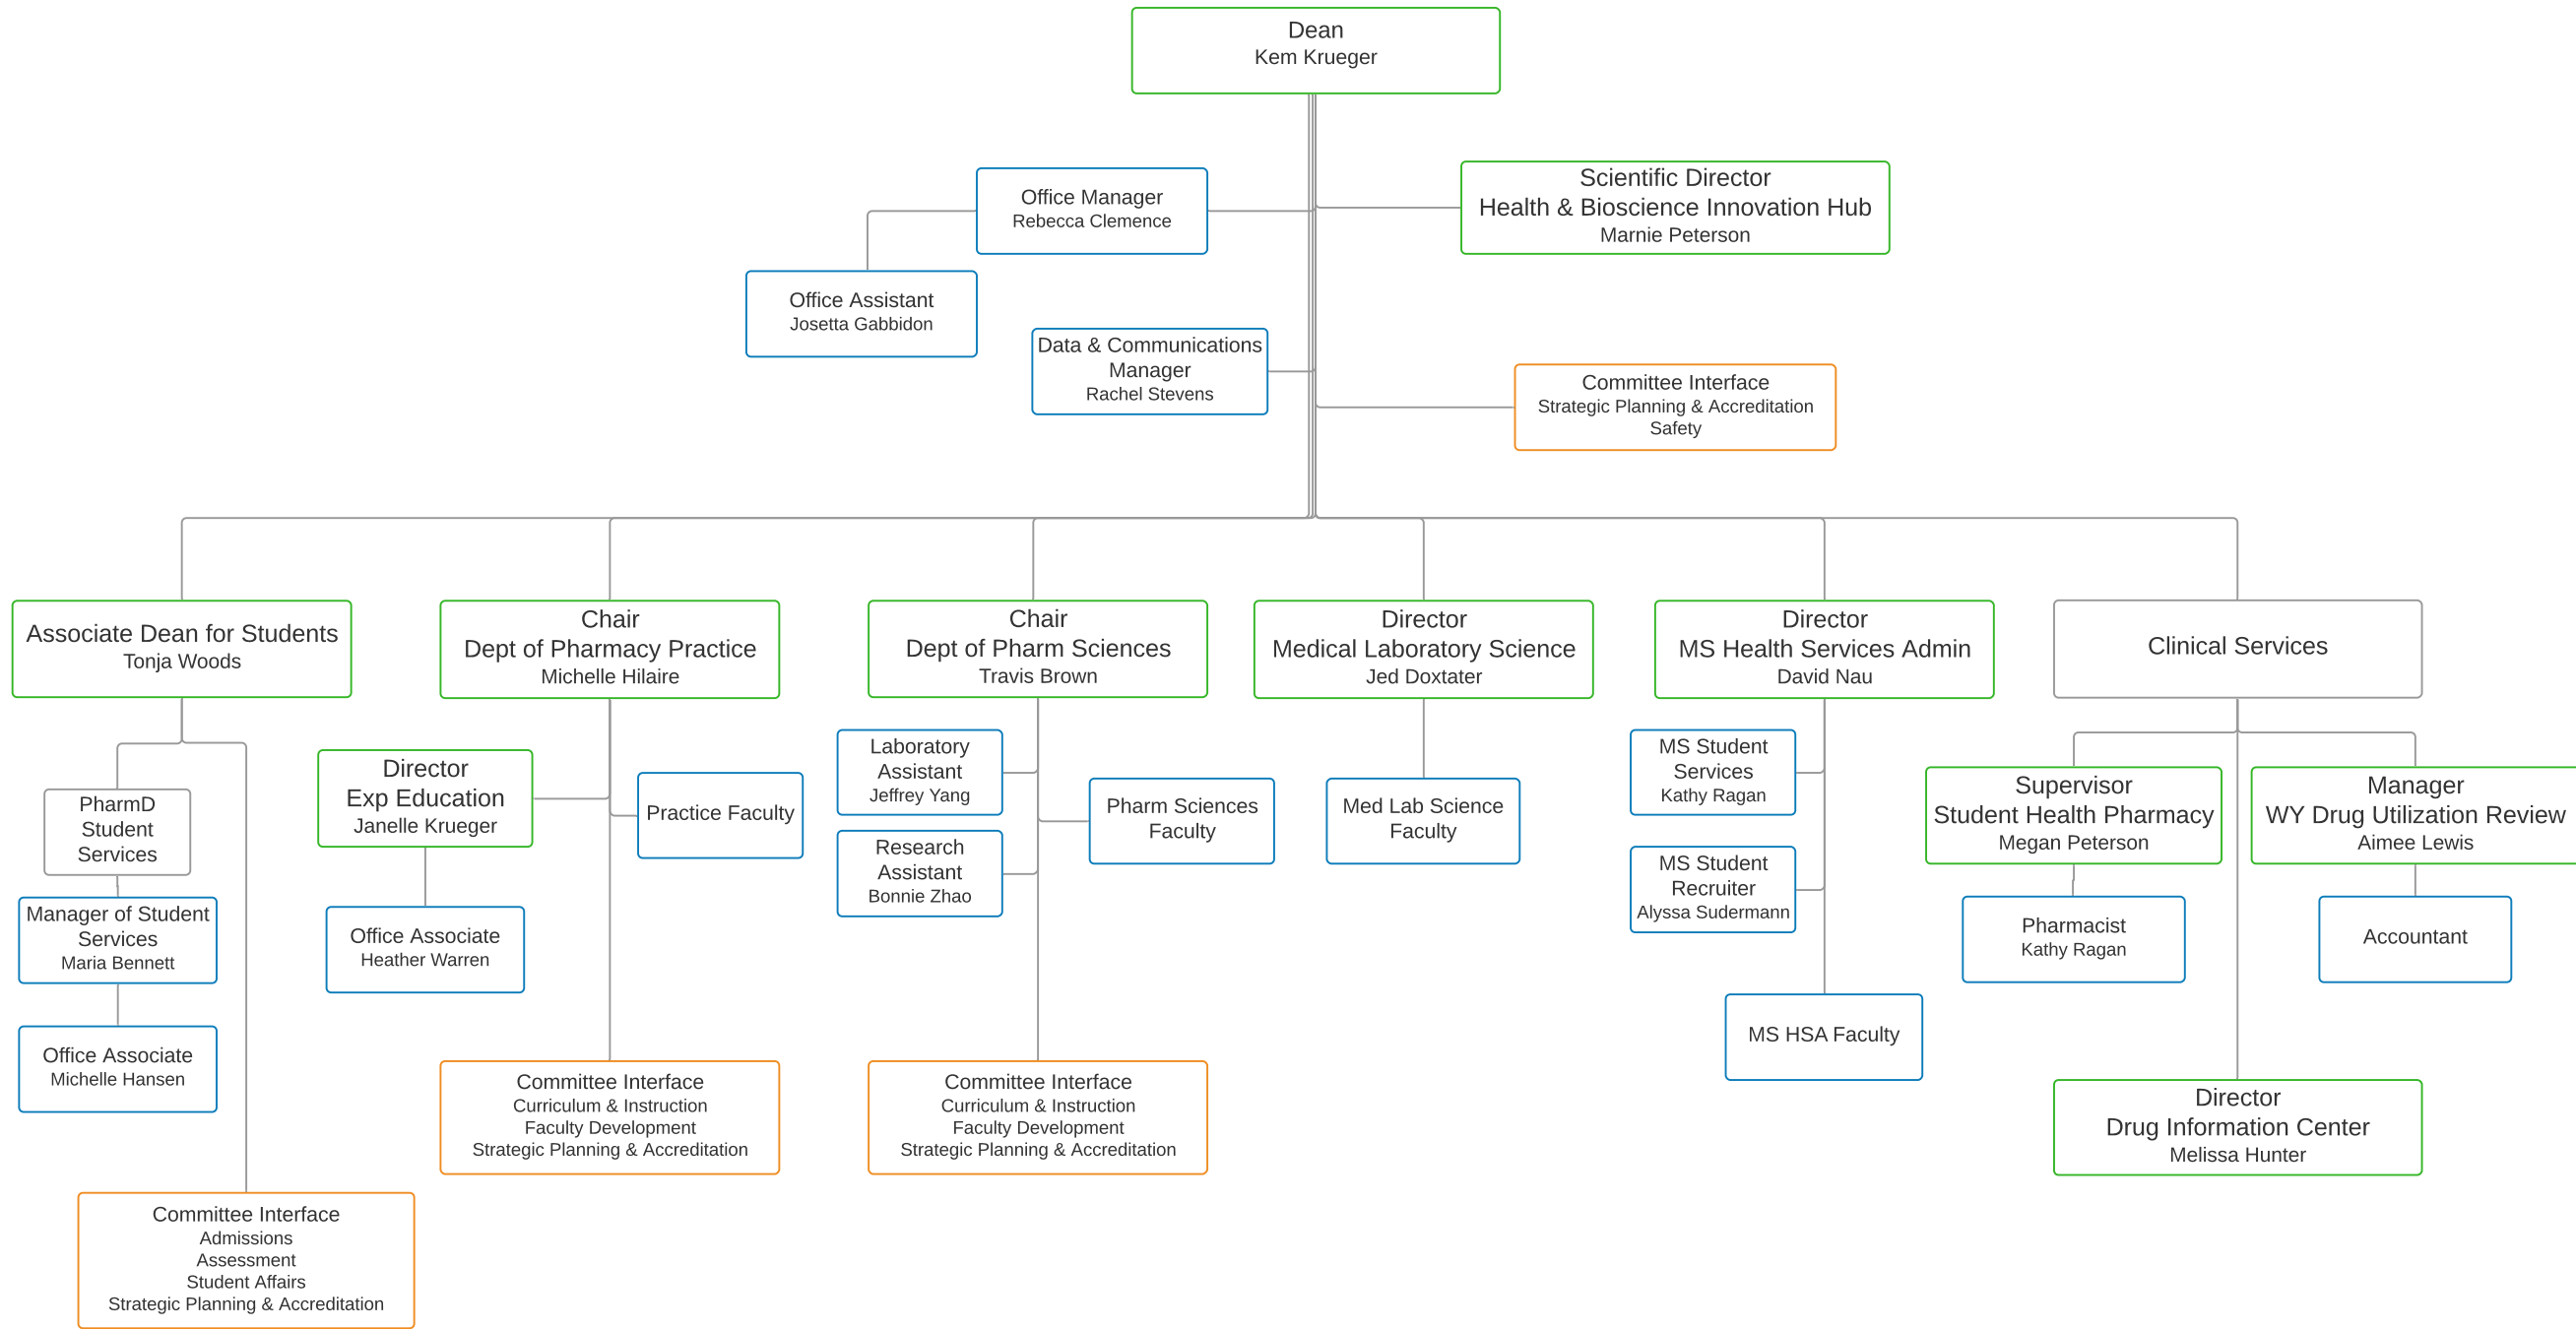 Dean
Kem Krueger
Scientific Director
Health & Bioscience Innovation Hub
Marnie Peterson
Office Manager
Rebecca Clemence
Office Assistant
Josetta Gabbidon
Data & Communications
Manager
Rachel Stevens
Committee Interface
Strategic Planning & Accreditation
Safety
Associate Dean for Students
Tonja Woods
Chair
Dept of Pharmacy Practice
Michelle Hilaire
Chair
Dept of Pharm Sciences
Travis Brown
Director
Medical Laboratory Science
Jed Doxtater
Director
MS Health Services Admin
David Nau
Clinical Services
PharmD
Student
Services
Manager of Student
Services
Maria Bennett
Office Associate
Michelle Hansen
Committee Interface
Admissions
Assessment
Student Affairs
Strategic Planning & Accreditation
Director
Exp Education
Janelle Krueger
Practice Faculty
Office Associate
Heather Warren
Committee Interface
Curriculum & Instruction
Faculty Development
Strategic Planning & Accreditation
Laboratory
Assistant
Jeffrey Yang
Research
Assistant
Bonnie Zhao
Pharm Sciences
Faculty
Committee Interface
Curriculum & Instruction
Faculty Development
Strategic Planning & Accreditation
Med Lab Science
Faculty
MS Student
Services
Kathy Ragan
MS Student
Recruiter
Alyssa Sudermann
MS HSA Faculty
Supervisor
Student Health Pharmacy
Megan Peterson
Manager
WY Drug Utilization Review
Aimee Lewis
Pharmacist
Kathy Ragan
Accountant
Director
Drug Information Center
Melissa Hunter